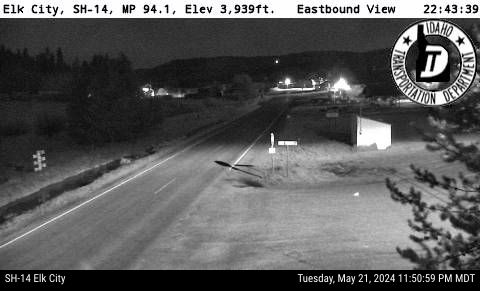 Elk City, SH-14, MP 94.1, Elev 3,939ft.   Eastbound View   22:43:39
IDAHO
TRANSPORTATION DEPARTMENT
SH-14 Elk City
Tuesday, May 21, 2024 11:50:59 PM MDT